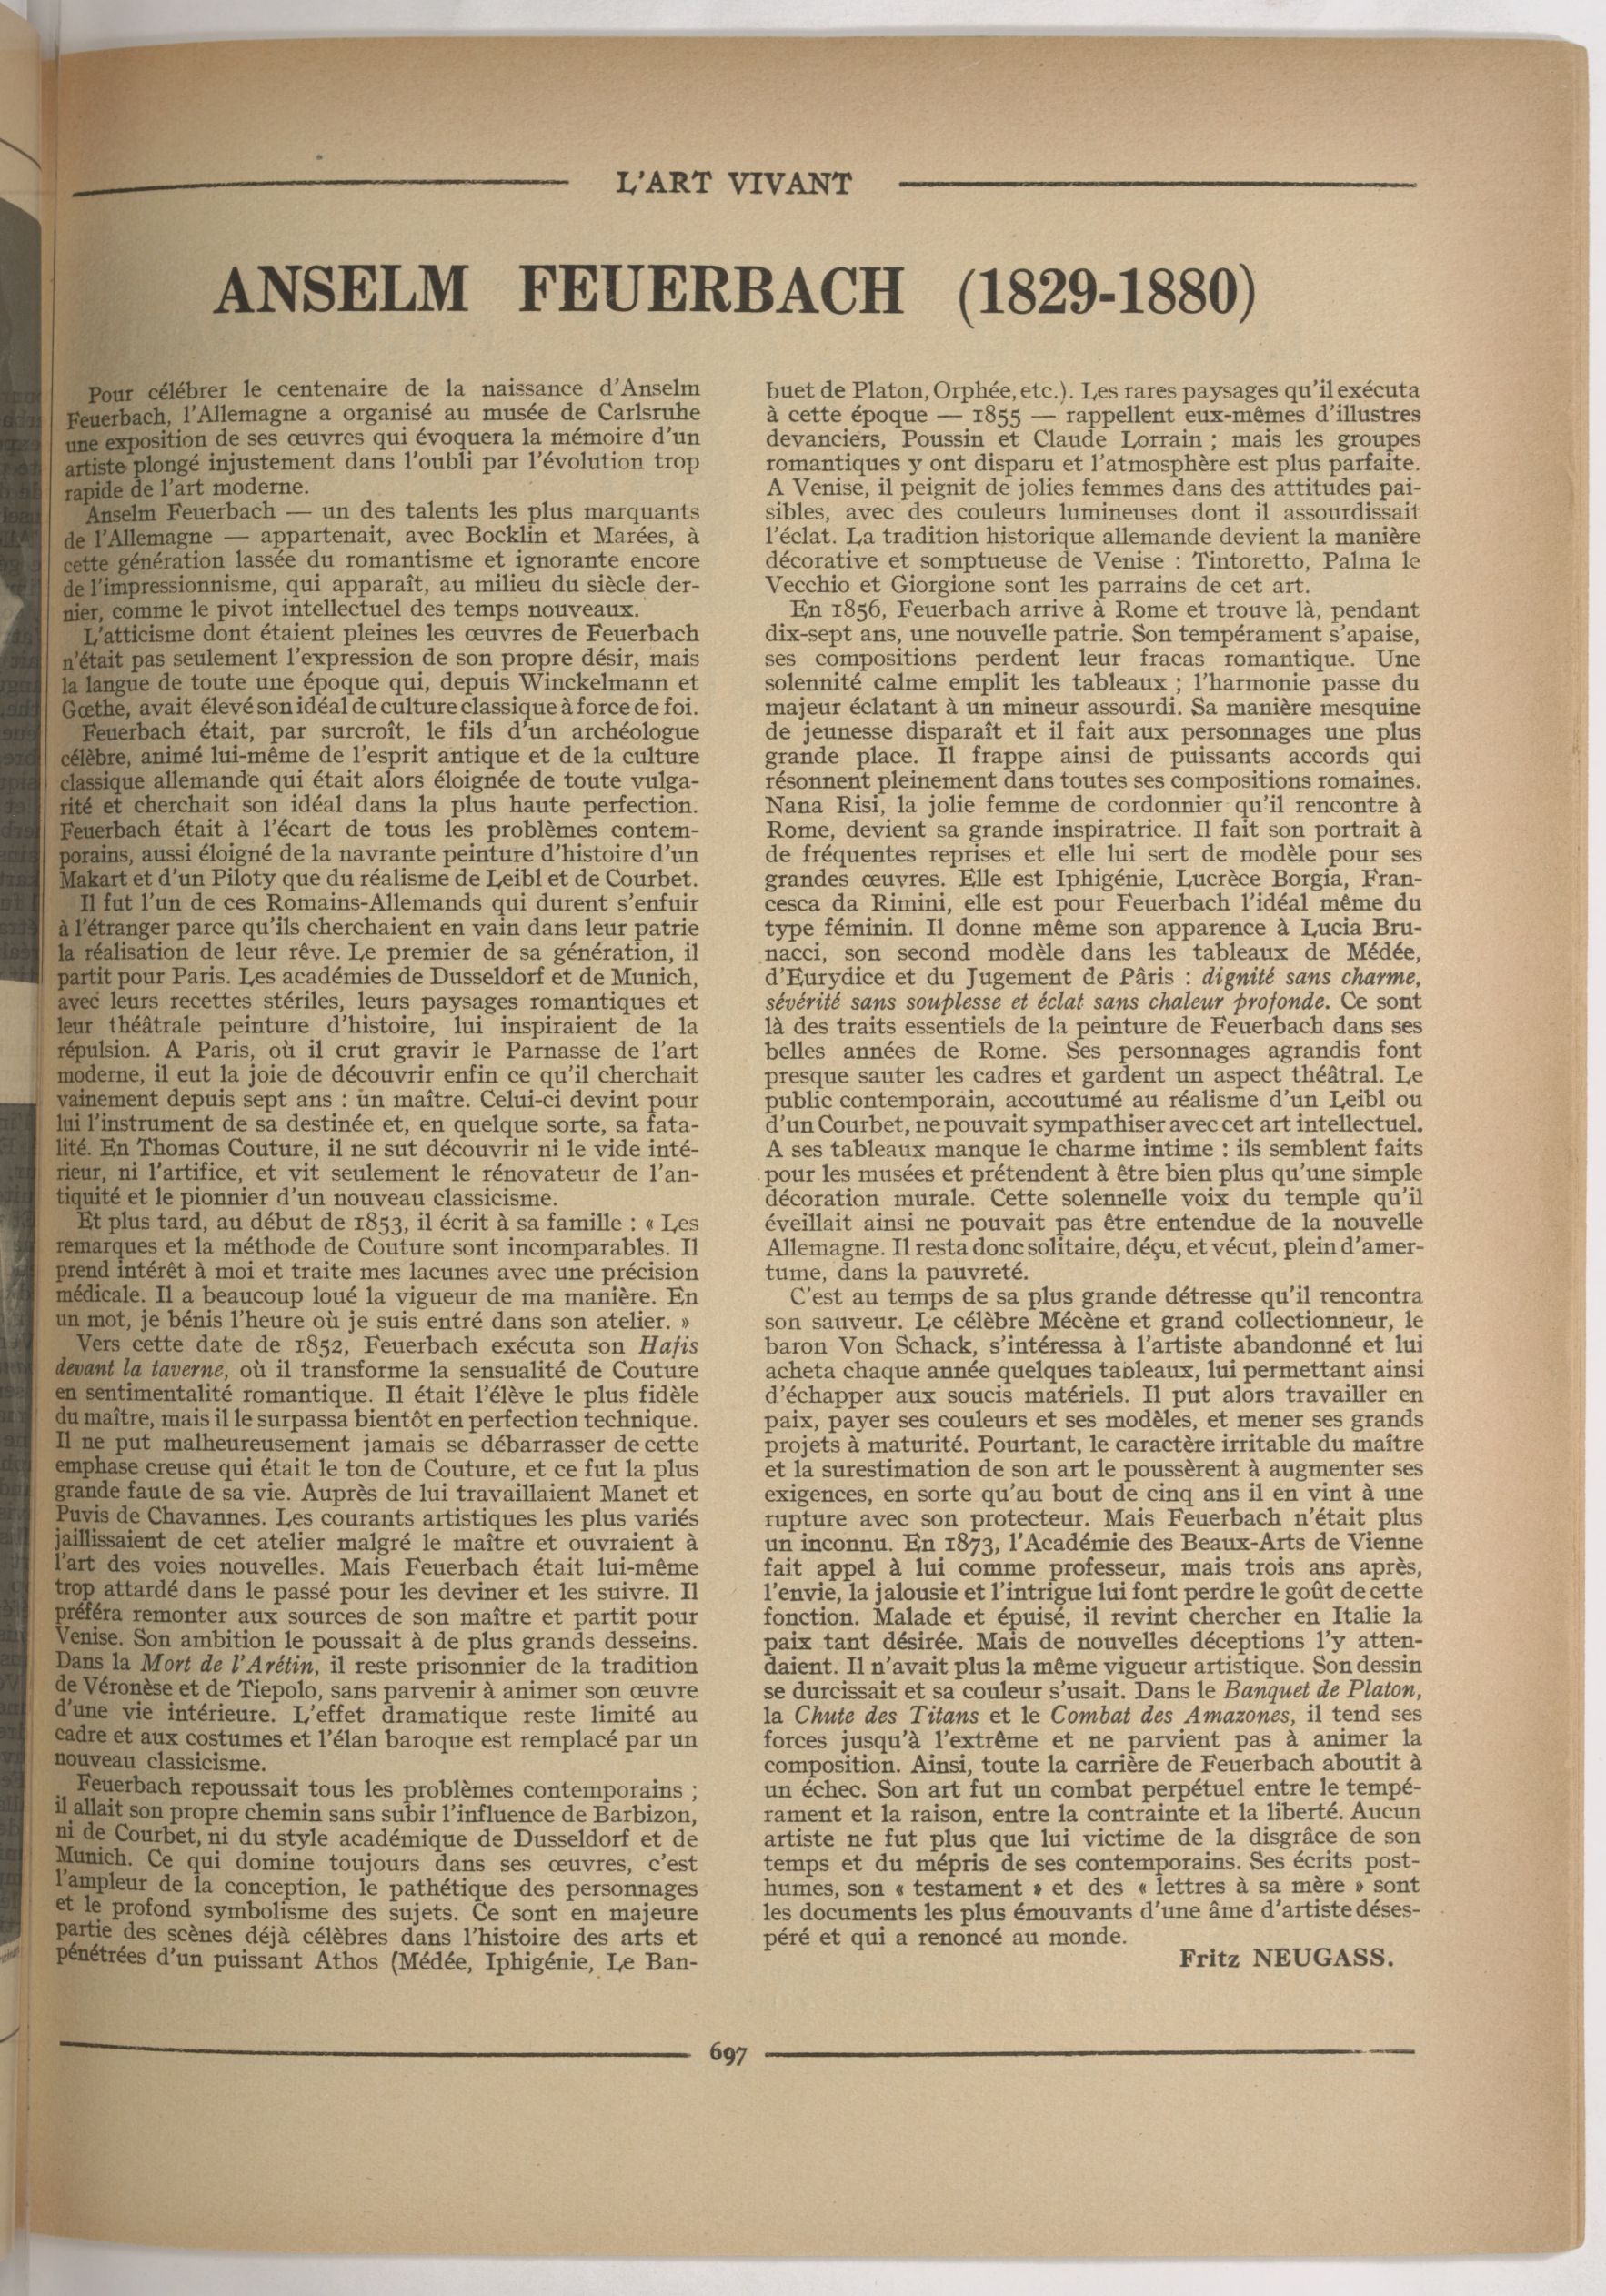 L'ART VIVANT
ANSELM FEUERBACH (1829-1880)
Pour célébrer le centenaire de la naissance d'Anselm
Feuerbach, l'Allemagne a organisé au musée de Carlsruhe
une exposition de ses œuvres qui évoquera la mémoire d'un
artiste plongé injustement dans l'oubli par l'évolution trop
rapide de l'art moderne.
Anselm Feuerbach — un des talents les plus marquants
de l'Allemagne — appartenait, avec Bocklin et Marées, à
cette génération lassée du romantisme et ignorante encore
de l'impressionnisme, qui apparaît, au milieu du siècle der-
nier, comme le pivot intellectuel des temps nouveaux.
L'atticisme dont étaient pleines les œuvres de Feuerbach
n'était pas seulement l'expression de son propre désir, mais
la langue de toute une époque qui, depuis Winckelmann et
Gœthe, avait élevé son idéal de culture classique à force de foi.
Feuerbach était, par surcroît, le fils d'un archéologue
célèbre, animé lui-même de l'esprit antique et de la culture
classique allemande qui était alors éloignée de toute vulga-
rité et cherchait son idéal dans la plus haute perfection.
Feuerbach était à l'écart de tous les problèmes contem-
porains, aussi éloigné de la navrante peinture d'histoire d'un
Makart et d'un Piloty que du réalisme de Leibl et de Courbet.
Il fut l'un de ces Romains-Allemands qui durent s'enfuir
à l'étranger parce qu'ils cherchaient en vain dans leur patrie
la réalisation de leur rêve. Le premier de sa génération, il
partit pour Paris. Les académies de Dusseldorf et de Munich,
avec leurs recettes stériles, leurs paysages romantiques et
leur théâtrale peinture d'histoire, lui inspiraient de la
répulsion. A Paris, où il crut gravir le Parnasse de l'art
moderne, il eut la joie de découvrir enfin ce qu'il cherchait
vainement depuis sept ans : un maître. Celui-ci devint pour
lui l'instrument de sa destinée et, en quelque sorte, sa fata-
lité. En Thomas Couture, il ne sut découvrir ni le vide inté-
rieur, ni l'artifice, et vit seulement le rénovateur de l'an-
tiquité et le pionnier d'un nouveau classicisme.
Et plus tard, au début de 1853, il écrit à sa famille : « Les
remarques et la méthode de Couture sont incomparables. Il
prend intérêt à moi et traite mes lacunes avec une précision
médicale. Il a beaucoup loué la vigueur de ma manière. En
un mot, je bénis l'heure où je suis entré dans son atelier. »
Vers cette date de 1852, Feuerbach exécuta son Hafis
devant la taverne, où il transforme la sensualité de Couture
en sentimentalité romantique. Il était l'élève le plus fidèle
du maître, mais il le surpassa bientôt en perfection technique.
Il ne put malheureusement jamais se débarrasser de cette
emphase creuse qui était le ton de Couture, et ce fut la plus
grande faute de sa vie. Auprès de lui travaillaient Manet et
Puvis de Chavannes. Les courants artistiques les plus variés
jaillissaient de cet atelier malgré le maître et ouvraient à
l'art des voies nouvelles. Mais Feuerbach était lui-même
trop attardé dans le passé pour les deviner et les suivre. Il
préféra remonter aux sources de son maître et partit pour
Venise. Son ambition le poussait à de plus grands desseins.
Dans la Mort de l'Arétin, il reste prisonnier de la tradition
de Véronèse et de Tiepolo, sans parvenir à animer son œuvre
d'une vie intérieure. L'effet dramatique reste limité au
cadre et aux costumes et l'élan baroque est remplacé par un
nouveau classicisme.
Feuerbach repoussait tous les problèmes contemporains ;
il allait son propre chemin sans subir l'influence de Barbizon,
ni de Courbet, ni du style académique de Dusseldorf et de
Munich. Ce qui domine toujours dans ses œuvres, c'est
l'ampleur de la conception, le pathétique des personnages
et le profond symbolisme des sujets. Ce sont en majeure
partie des scènes déjà célèbres dans l'histoire des arts et
pénétrées d'un puissant Athos (Médée, Iphigénie, Le Ban-
buet de Platon, Orphée, etc.). Les rares paysages qu'il exécuta
à cette époque — 1855 — rappellent eux-mêmes d'illustres
devanciers, Poussin et Claude Lorrain ; mais les groupes
romantiques y ont disparu et l'atmosphère est plus parfaite.
A Venise, il peignit de jolies femmes dans des attitudes pai-
sibles, avec des couleurs lumineuses dont il assourdissait
l'éclat. La tradition historique allemande devient la manière
décorative et somptueuse de Venise : Tintoretto, Palma le
Vecchio et Giorgione sont les parrains de cet art.
En 1856, Feuerbach arrive à Rome et trouve là, pendant
dix-sept ans, une nouvelle patrie. Son tempérament s'apaise,
ses compositions perdent leur fracas romantique. Une
solennité calme emplit les tableaux ; l'harmonie passe du
majeur éclatant à un mineur assourdi. Sa manière mesquine
de jeunesse disparaît et il fait aux personnages une plus
grande place. Il frappe ainsi de puissants accords qui
résonnent pleinement dans toutes ses compositions romaines.
Nana Risi, la jolie femme de cordonnier qu'il rencontre à
Rome, devient sa grande inspiratrice. Il fait son portrait à
de fréquentes reprises et elle lui sert de modèle pour ses
grandes œuvres. Elle est Iphigénie, Lucrèce Borgia, Fran-
cesca da Rimini, elle est pour Feuerbach l'idéal même du
type féminin. Il donne même son apparence à Lucia Bru-
nacci, son second modèle dans les tableaux de Médée,
d'Eurydice et du Jugement de Pâris : dignité sans charme,
sévérité sans souplesse et éclat sans chaleur profonde. Ce sont
là des traits essentiels de la peinture de Feuerbach dans ses
belles années de Rome. Ses personnages agrandis font
presque sauter les cadres et gardent un aspect théâtral. Le
public contemporain, accoutumé au réalisme d'un Leibl ou
d'un Courbet, ne pouvait sympathiser avec cet art intellectuel.
A ses tableaux manque le charme intime : ils semblent faits
pour les musées et prétendent à être bien plus qu'une simple
décoration murale. Cette solennelle voix du temple qu'il
éveillait ainsi ne pouvait pas être entendue de la nouvelle
Allemagne. Il resta donc solitaire, déçu, et vécut, plein d'amer-
tume, dans la pauvreté.
C'est au temps de sa plus grande détresse qu'il rencontra
son sauveur. Le célèbre Mécène et grand collectionneur, le
baron Von Schack, s'intéressa à l'artiste abandonné et lui
acheta chaque année quelques tableaux, lui permettant ainsi
d'échapper aux soucis matériels. Il put alors travailler en
paix, payer ses couleurs et ses modèles, et mener ses grands
projets à maturité. Pourtant, le caractère irritable du maître
et la surestimation de son art le poussèrent à augmenter ses
exigences, en sorte qu'au bout de cinq ans il en vint à une
rupture avec son protecteur. Mais Feuerbach n'était plus
un inconnu. En 1873, l'Académie des Beaux-Arts de Vienne
fait appel à lui comme professeur, mais trois ans après,
l'envie, la jalousie et l'intrigue lui font perdre le goût de cette
fonction. Malade et épuisé, il revint chercher en Italie la
paix tant désirée. Mais de nouvelles déceptions l'y atten-
daient. Il n'avait plus la même vigueur artistique. Son dessin
se durcissait et sa couleur s'usait. Dans le Banquet de Platon,
la Chute des Titans et le Combat des Amazones, il tend ses
forces jusqu'à l'extrême et ne parvient pas à animer la
composition. Ainsi, toute la carrière de Feuerbach aboutit à
un échec. Son art fut un combat perpétuel entre le tempé-
rament et la raison, entre la contrainte et la liberté. Aucun
artiste ne fut plus que lui victime de la disgrâce de son
temps et du mépris de ses contemporains. Ses écrits post-
humes, son « testament » et des « lettres à sa mère » sont
les documents les plus émouvants d'une âme d'artiste déses-
péré et qui a renoncé au monde.
Fritz NEUGASS.
697